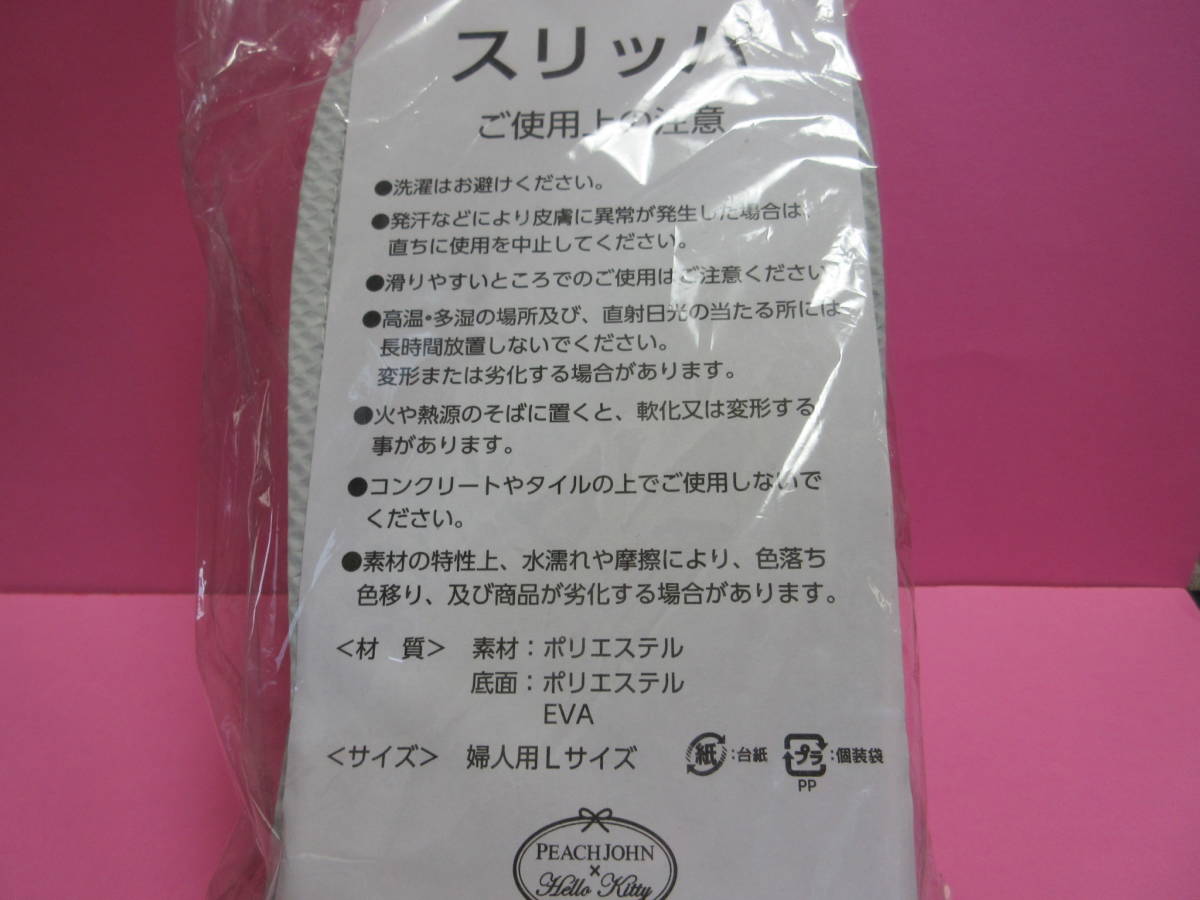 スリッパ
ご使用上の注意
●洗濯はお避けください。
●発汗などにより皮膚に異常が発生した場合は、
直ちに使用を中止してください。
●滑りやすいところでのご使用はご注意ください。
●高温・多湿の場所及び、直射日光の当たる所には
長時間放置しないでください。
変形または劣化する場合があります。
●火や熱源のそばに置くと、軟化又は変形する
事があります。
●コンクリートやタイルの上でご使用しないで
ください。
●素材の特性上、水濡れや摩擦により、色落ち
色移り、及び商品が劣化する場合があります。
<材 質> 素材：ポリエステル
底面：ポリエステル
EVA
<サイズ> 婦人用Lサイズ 紙：台紙 プラ：個装袋
PP
PEACH JOHN
×
Hello Kitty